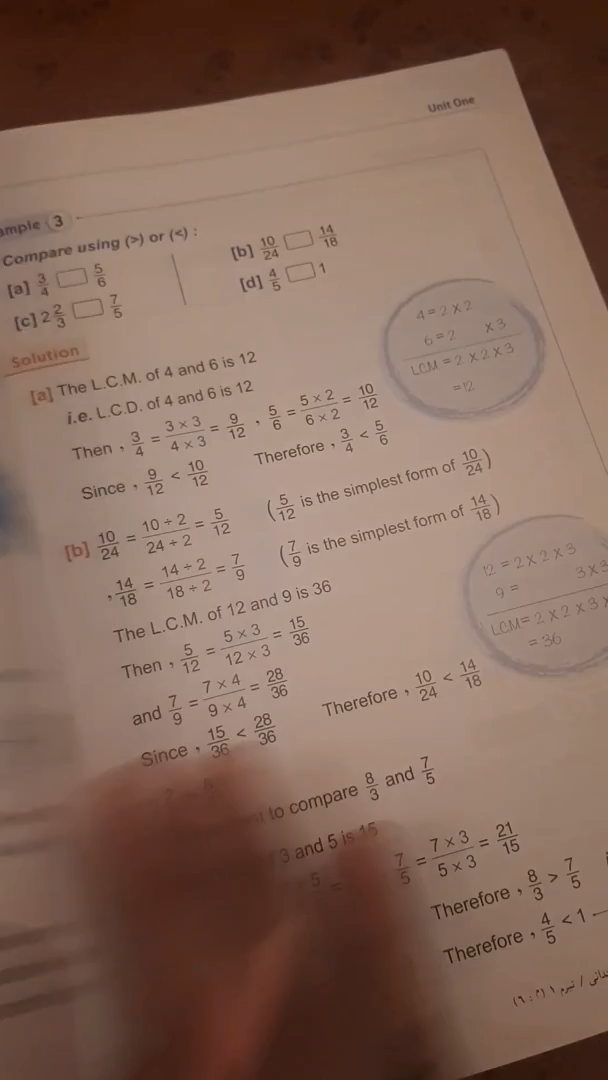 Unit One
ample 3
Compare using (>) or (<) :
[a] 3/4 □ 5/6
[b] 10/24 □ 14/18
[c] 2 2/3 □ 7/5
[d] 4/5 □ 1
Solution
[a] The L.C.M. of 4 and 6 is 12
i.e. L.C.D. of 4 and 6 is 12
Then , 3/4 = 3 × 3/4 × 3 = 9/12 , 5/6 = 5 × 2/6 × 2 = 10/12
Since , 9/12 < 10/12 Therefore , 3/4 < 5/6
4 = 2 × 2
6 = 2 × 3
LCM = 2 × 2 × 3
= 12
[b] 10/24 = 10 ÷ 2/24 ÷ 2 = 5/12 (5/12 is the simplest form of 10/24)
, 14/18 = 14 ÷ 2/18 ÷ 2 = 7/9 (7/9 is the simplest form of 14/18)
The L.C.M. of 12 and 9 is 36
Then , 5/12 = 5 × 3/12 × 3 = 15/36
and 7/9 = 7 × 4/9 × 4 = 28/36
Since , 15/36 < 28/36 Therefore , 10/24 < 14/18
12 = 2 × 2 × 3
9 = 3 × 3
LCM = 2 × 2 × 3 ×
= 36
to compare 8/3 and 7/5
3 and 5 is 15
7/5 = 7 × 3/5 × 3 = 21/15
Therefore , 8/3 > 7/5
Therefore , 4/5 < 1